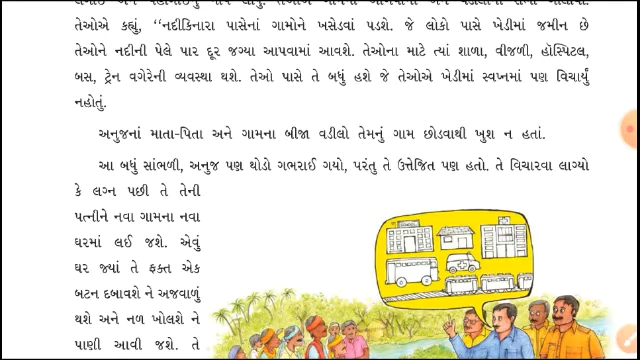 તેઓએ કહ્યું, ‘‘નદીકિનારા પાસેનાં ગામોને ખસેડવાં પડશે. જે લોકો પાસે ખેડીમાં જમીન છે
તેઓને નદીની પેલે પાર દૂર જગ્યા આપવામાં આવશે. તેઓના માટે ત્યાં શાળા, વીજળી, હૉસ્પિટલ,
બસ, ટ્રેન વગેરેની વ્યવસ્થા થશે. તેઓ પાસે તે બધું હશે જે તેઓએ ખેડીમાં સ્વપ્નમાં પણ વિચાર્યું
નહોતું.
અનુજનાં માતા-પિતા અને ગામના બીજા વડીલો તેમનું ગામ છોડવાથી ખુશ ન હતાં.
આ બધું સાંભળી, અનુજ પણ થોડો ગભરાઈ ગયો, પરંતુ તે ઉત્તેજિત પણ હતો. તે વિચારવા લાગ્યો
કે લગ્ન પછી તે તેની
પત્નીને નવા ગામના નવા
ઘરમાં લઈ જશે. એવું
ઘર જ્યાં તે ફક્ત એક
બટન દબાવશે ને અજવાળું
થશે અને નળ ખોલશે ને
પાણી આવી જશે. તે